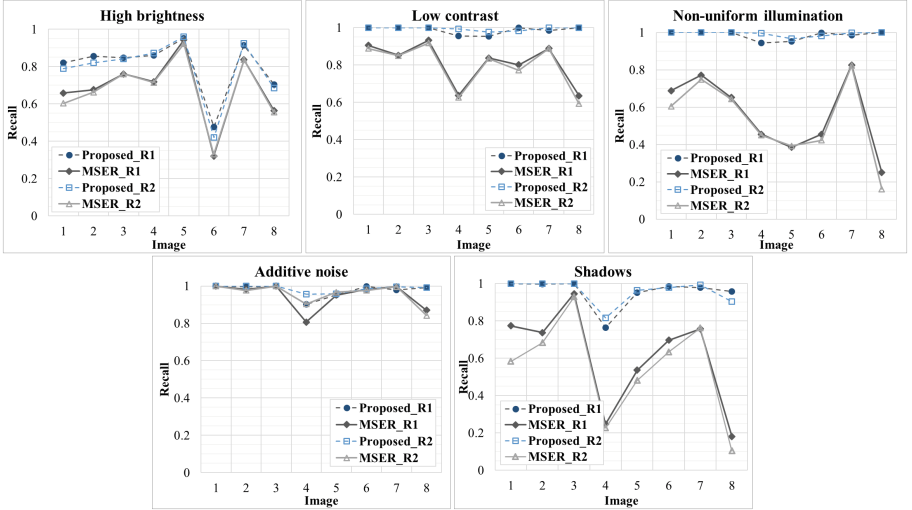 High brightness
1
0.8
0.6
0.4
0.2
0
Recall
Proposed_R1
MSER_R1
Proposed_R2
MSER_R2
1 2 3 4 5 6 7 8
Image
Low contrast
1
0.8
0.6
0.4
0.2
0
Recall
Proposed_R1
MSER_R1
Proposed_R2
MSER_R2
1 2 3 4 5 6 7 8
Image
Non-uniform illumination
1
0.8
0.6
0.4
0.2
0
Recall
Proposed_R1
MSER_R1
Proposed_R2
MSER_R2
1 2 3 4 5 6 7 8
Image
Additive noise
1
0.8
0.6
0.4
0.2
0
Recall
Proposed_R1
MSER_R1
Proposed_R2
MSER_R2
1 2 3 4 5 6 7 8
Image
Shadows
1
0.8
0.6
0.4
0.2
0
Recall
Proposed_R1
MSER_R1
Proposed_R2
MSER_R2
1 2 3 4 5 6 7 8
Image